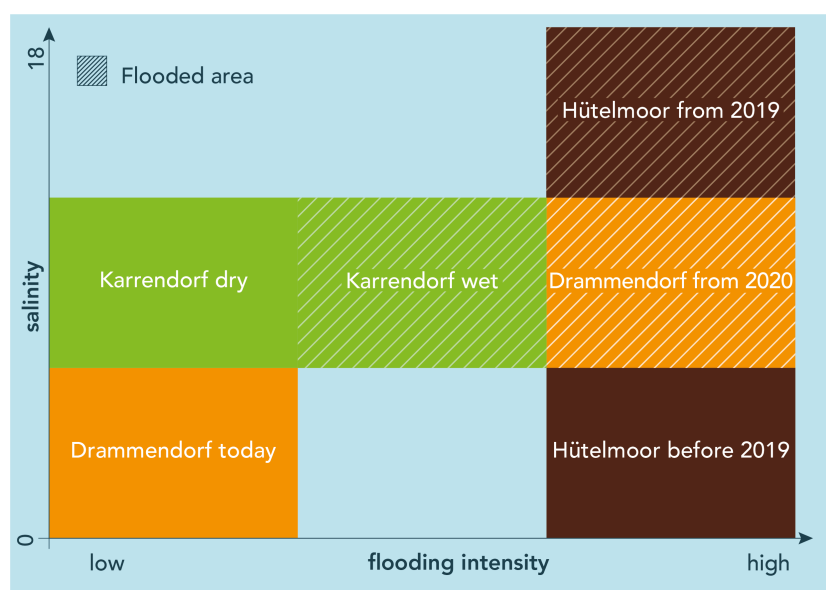 18
Flooded area
Hütelmoor from 2019
Karrendorf dry
Karrendorf wet
Drammendorf from 2020
salinity
Drammendorf today
Hütelmoor before 2019
0
low
flooding intensity
high